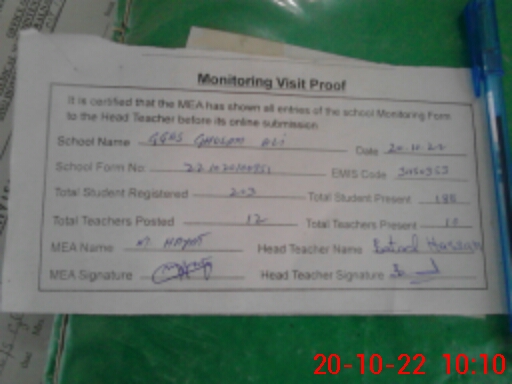 Monitoring Visit Proof
It is certified that the MEA has shown all entries of the school Monitoring Form
to the Head Teacher before its online submission
School Name GHULAM ALI Date 20.10.22
School Form No: EMIS Code
Total Student Registered 203 Total Student Present
Total Teachers Posted 12 Total Teachers Present 10
MEA Name M. HAYAT Head Teacher Name Hussain
MEA Signature Head Teacher Signature
20-10-22 10:10